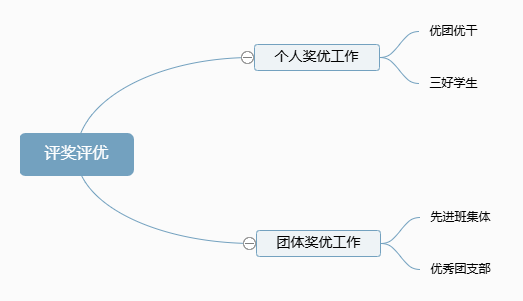 评奖评优
个人奖优工作
优团优干
三好学生
团体奖优工作
先进班集体
优秀团支部